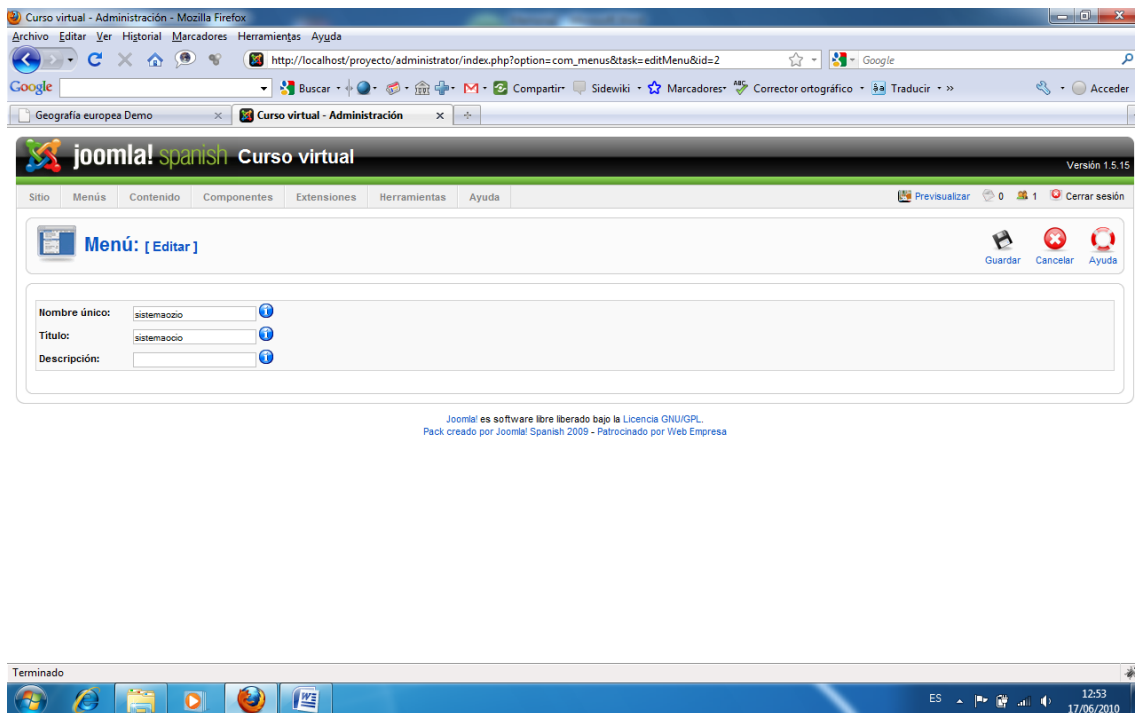 Curso virtual - Administración - Mozilla Firefox
Archivo Editar Ver Historial Marcadores Herramientas Ayuda
http://localhost/proyecto/administrator/index.php?option=com_menus&task=editMenu&id=2 Google
Google Buscar Compartir Sidewiki Marcadores ABC Corrector ortográfico Traducir » Acceder
Geografía europea Demo Curso virtual - Administración
joomla! spanish Curso virtual
Versión 1.5.15
Sitio Menús Contenido Componentes Extensiones Herramientas Ayuda Previsualizar 0 1 Cerrar sesión
Menú: [ Editar ]
Guardar Cancelar Ayuda
Nombre único: sistemaozio
Título: sistemaocio
Descripción:
Joomla! es software libre liberado bajo la Licencia GNU/GPL.
Pack creado por Joomla! Spanish 2009 - Patrocinado por Web Empresa
Terminado
ES 12:53
17/06/2010